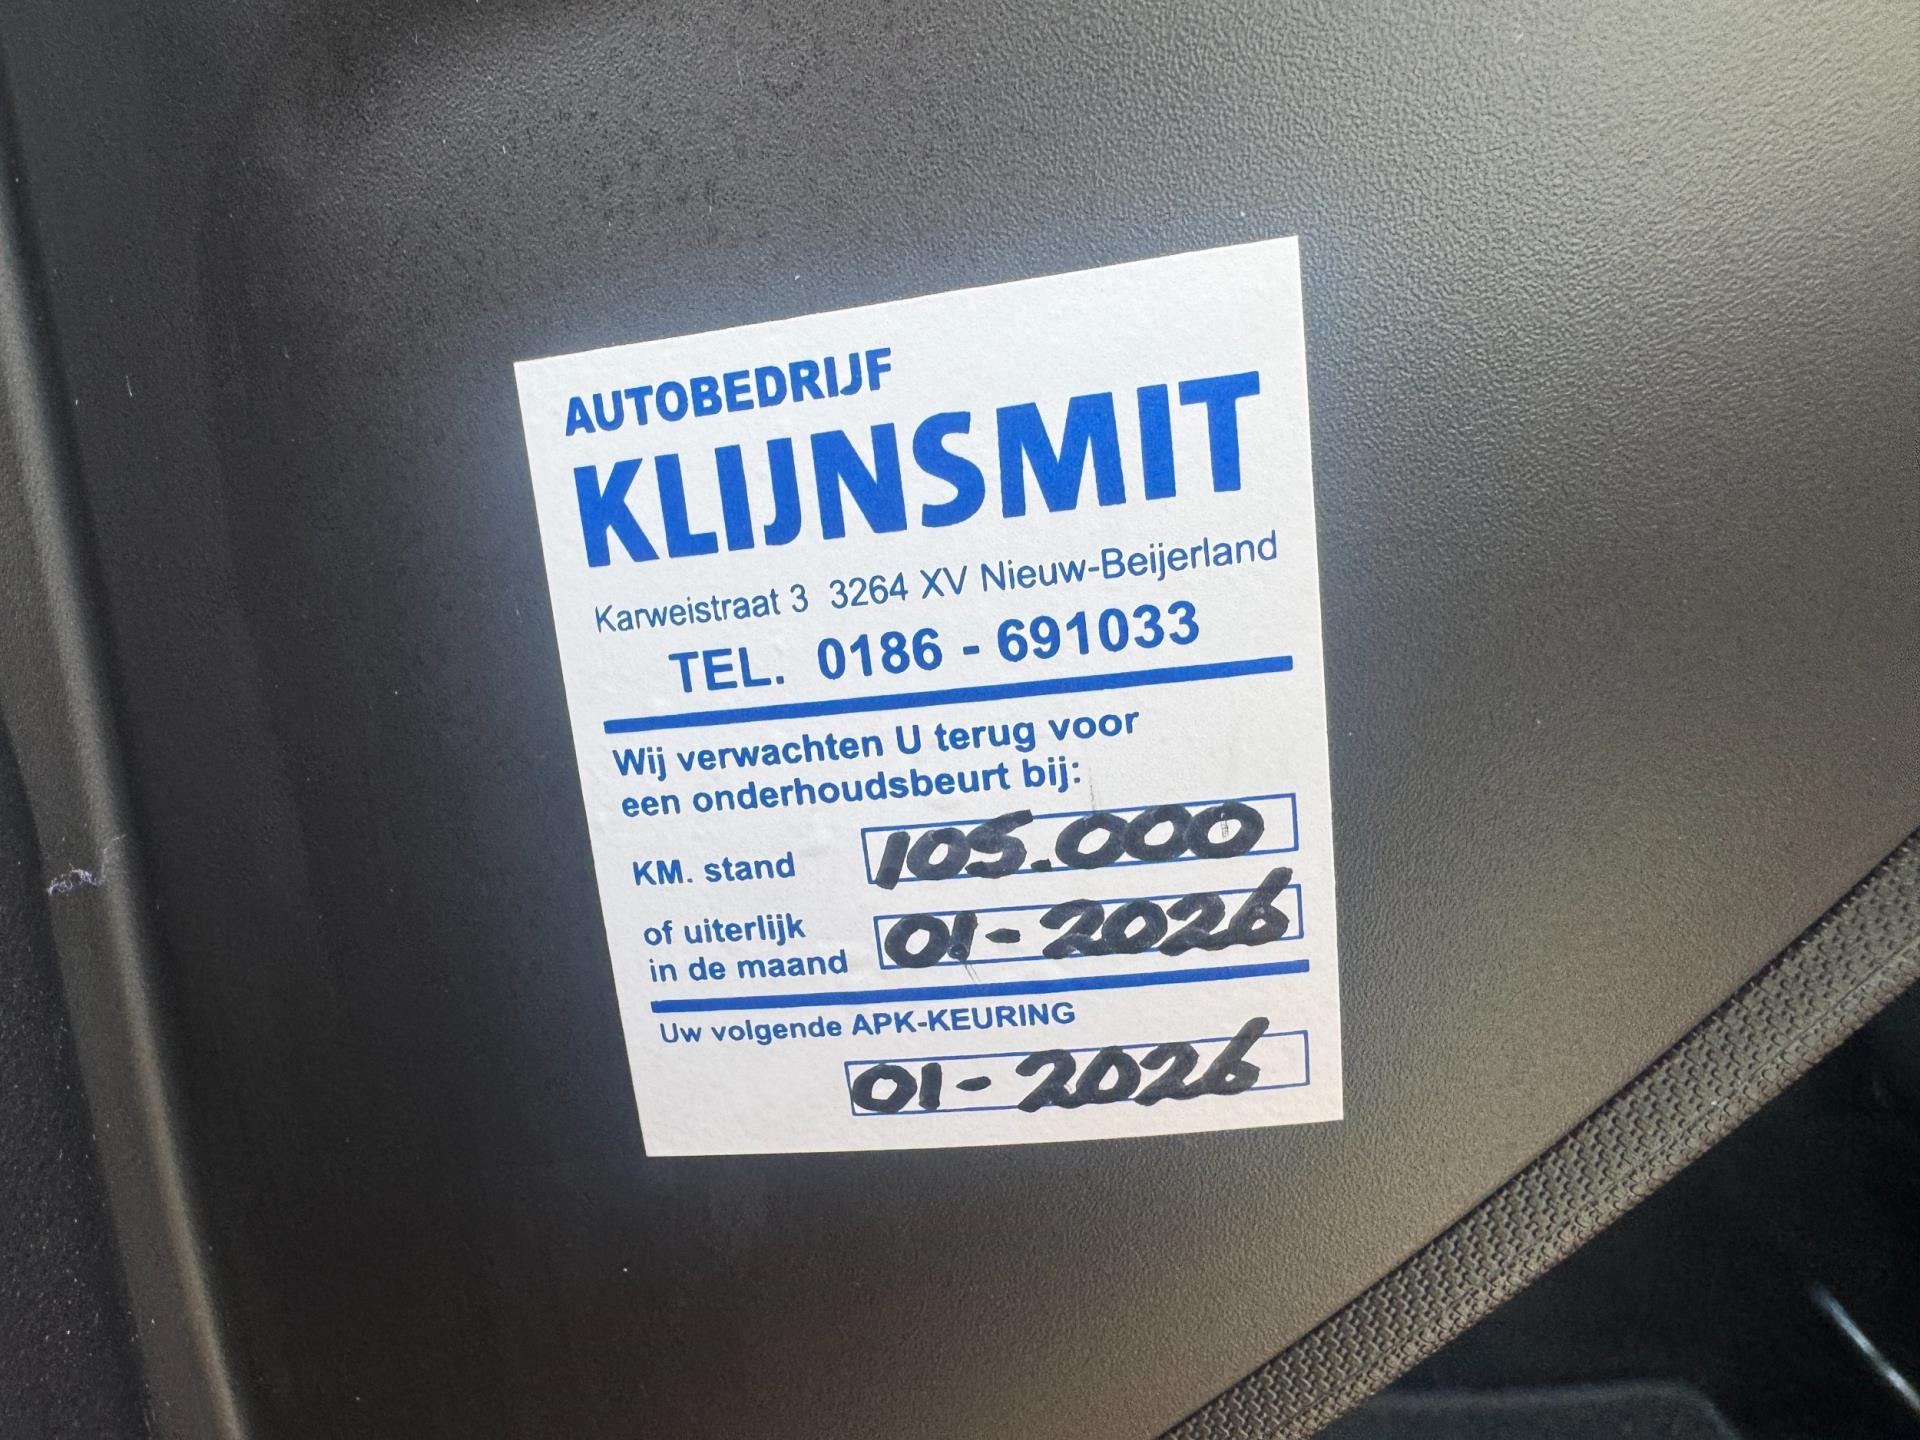 AUTOBEDRIJF
KLIJNSMIT
Karweistraat 3 3264 XV Nieuw-Beijerland
TEL. 0186 - 691033
Wij verwachten U terug voor
een onderhoudsbeurt bij:
KM. stand 105.000
of uiterlijk
in de maand 01-2026
Uw volgende APK-KEURING
01-2026